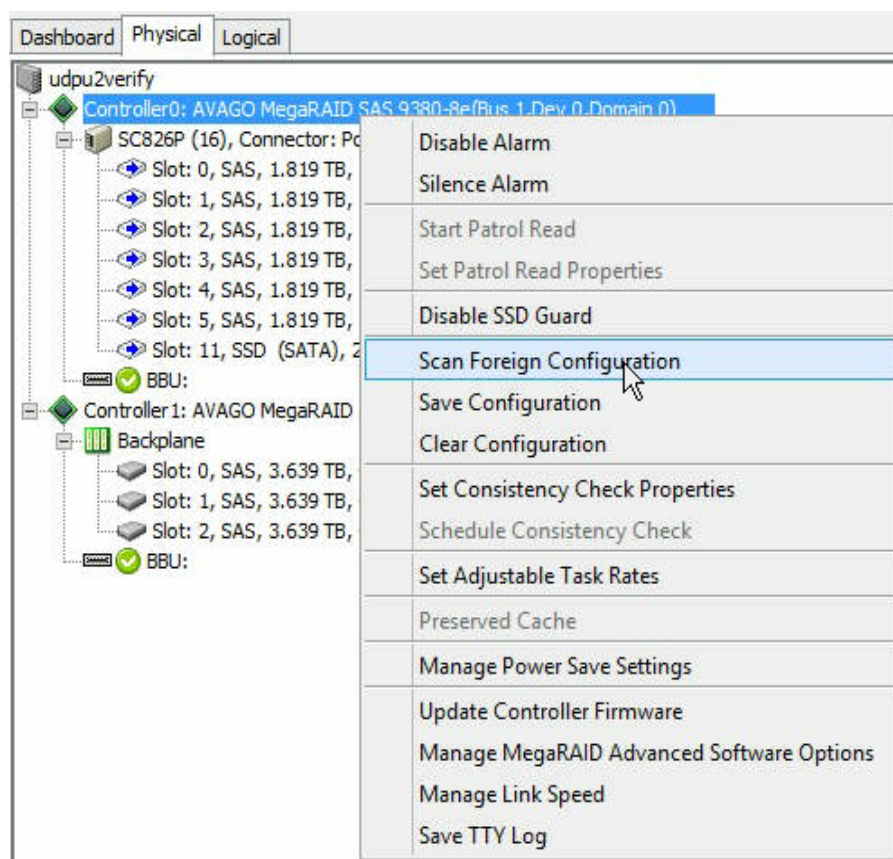 Dashboard Physical Logical
udpu2verify
Controller0: AVAGO MegaRAID SAS 9380-8e(Bus 1,Dev 0,Domain 0)
SC826P (16), Connector:
Slot: 0, SAS, 1.819 TB,
Slot: 1, SAS, 1.819 TB,
Slot: 2, SAS, 1.819 TB,
Slot: 3, SAS, 1.819 TB,
Slot: 4, SAS, 1.819 TB,
Slot: 5, SAS, 1.819 TB,
Slot: 11, SSD (SATA), 2
BBU:
Controller1: AVAGO MegaRAID
Backplane
Slot: 0, SAS, 3.639 TB,
Slot: 1, SAS, 3.639 TB,
Slot: 2, SAS, 3.639 TB,
BBU:
Disable Alarm
Silence Alarm
Start Patrol Read
Set Patrol Read Properties
Disable SSD Guard
Scan Foreign Configuration
Save Configuration
Clear Configuration
Set Consistency Check Properties
Schedule Consistency Check
Set Adjustable Task Rates
Preserved Cache
Manage Power Save Settings
Update Controller Firmware
Manage MegaRAID Advanced Software Options
Manage Link Speed
Save TTY Log